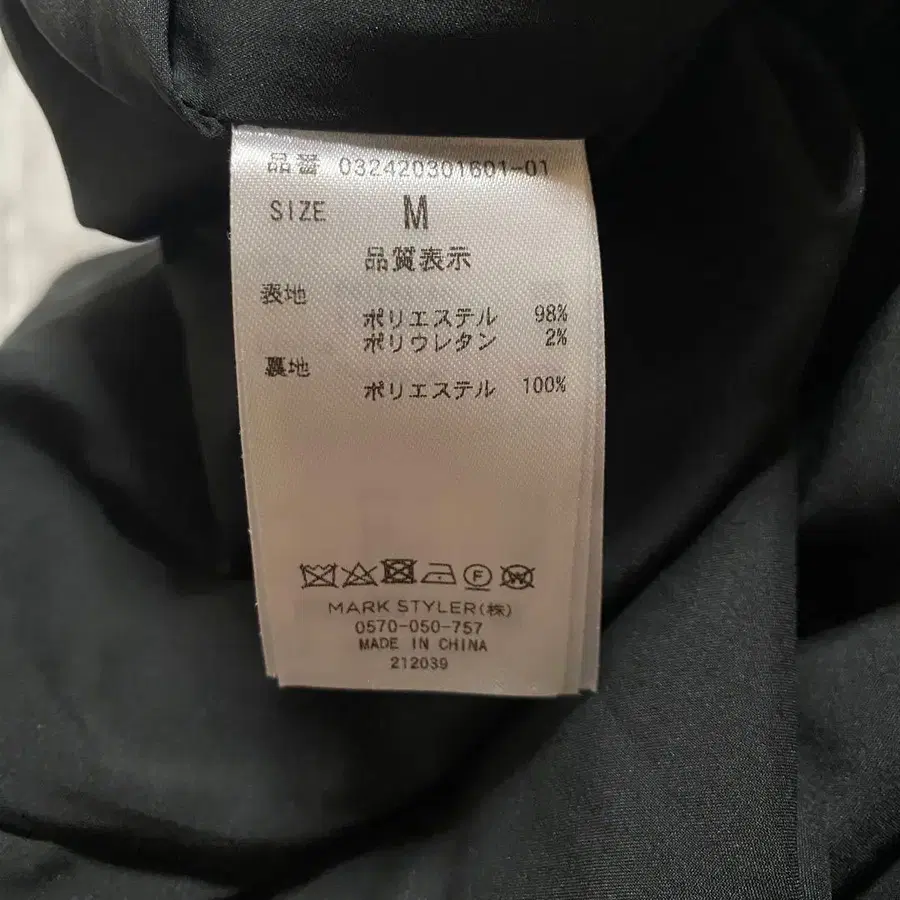 品番 032420301601-01
SIZE M
品質表示
表地
ポリエステル 98%
ポリウレタン 2%
裏地
ポリエステル 100%
F W
MARK STYLER(株)
0570-050-757
MADE IN CHINA
212039